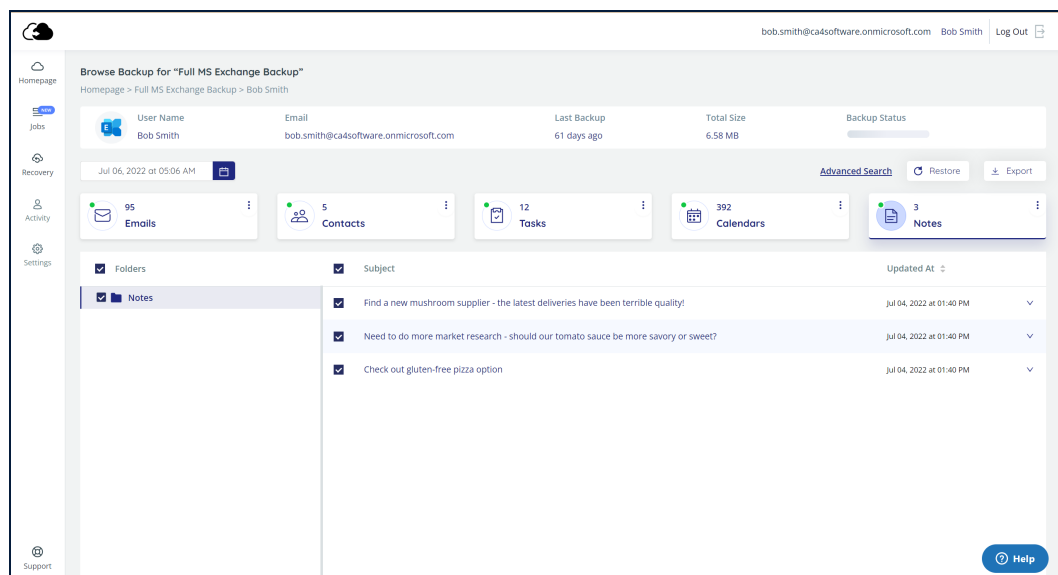 bob.smith@ca4software.onmicrosoft.com Bob Smith Log Out
Homepage
NEW
Jobs
Recovery
Activity
Settings
Support
Browse Backup for “Full MS Exchange Backup”
Homepage > Full MS Exchange Backup > Bob Smith
User Name Email Last Backup Total Size Backup Status
Bob Smith bob.smith@ca4software.onmicrosoft.com 61 days ago 6.58 MB
Jul 06, 2022 at 05:06 AM Advanced Search Restore Export
95 5 12 392 3
Emails Contacts Tasks Calendars Notes
Folders Subject Updated At
Notes
Find a new mushroom supplier - the latest deliveries have been terrible quality! Jul 04, 2022 at 01:40 PM
Need to do more market research - should our tomato sauce be more savory or sweet? Jul 04, 2022 at 01:40 PM
Check out gluten-free pizza option Jul 04, 2022 at 01:40 PM
Help